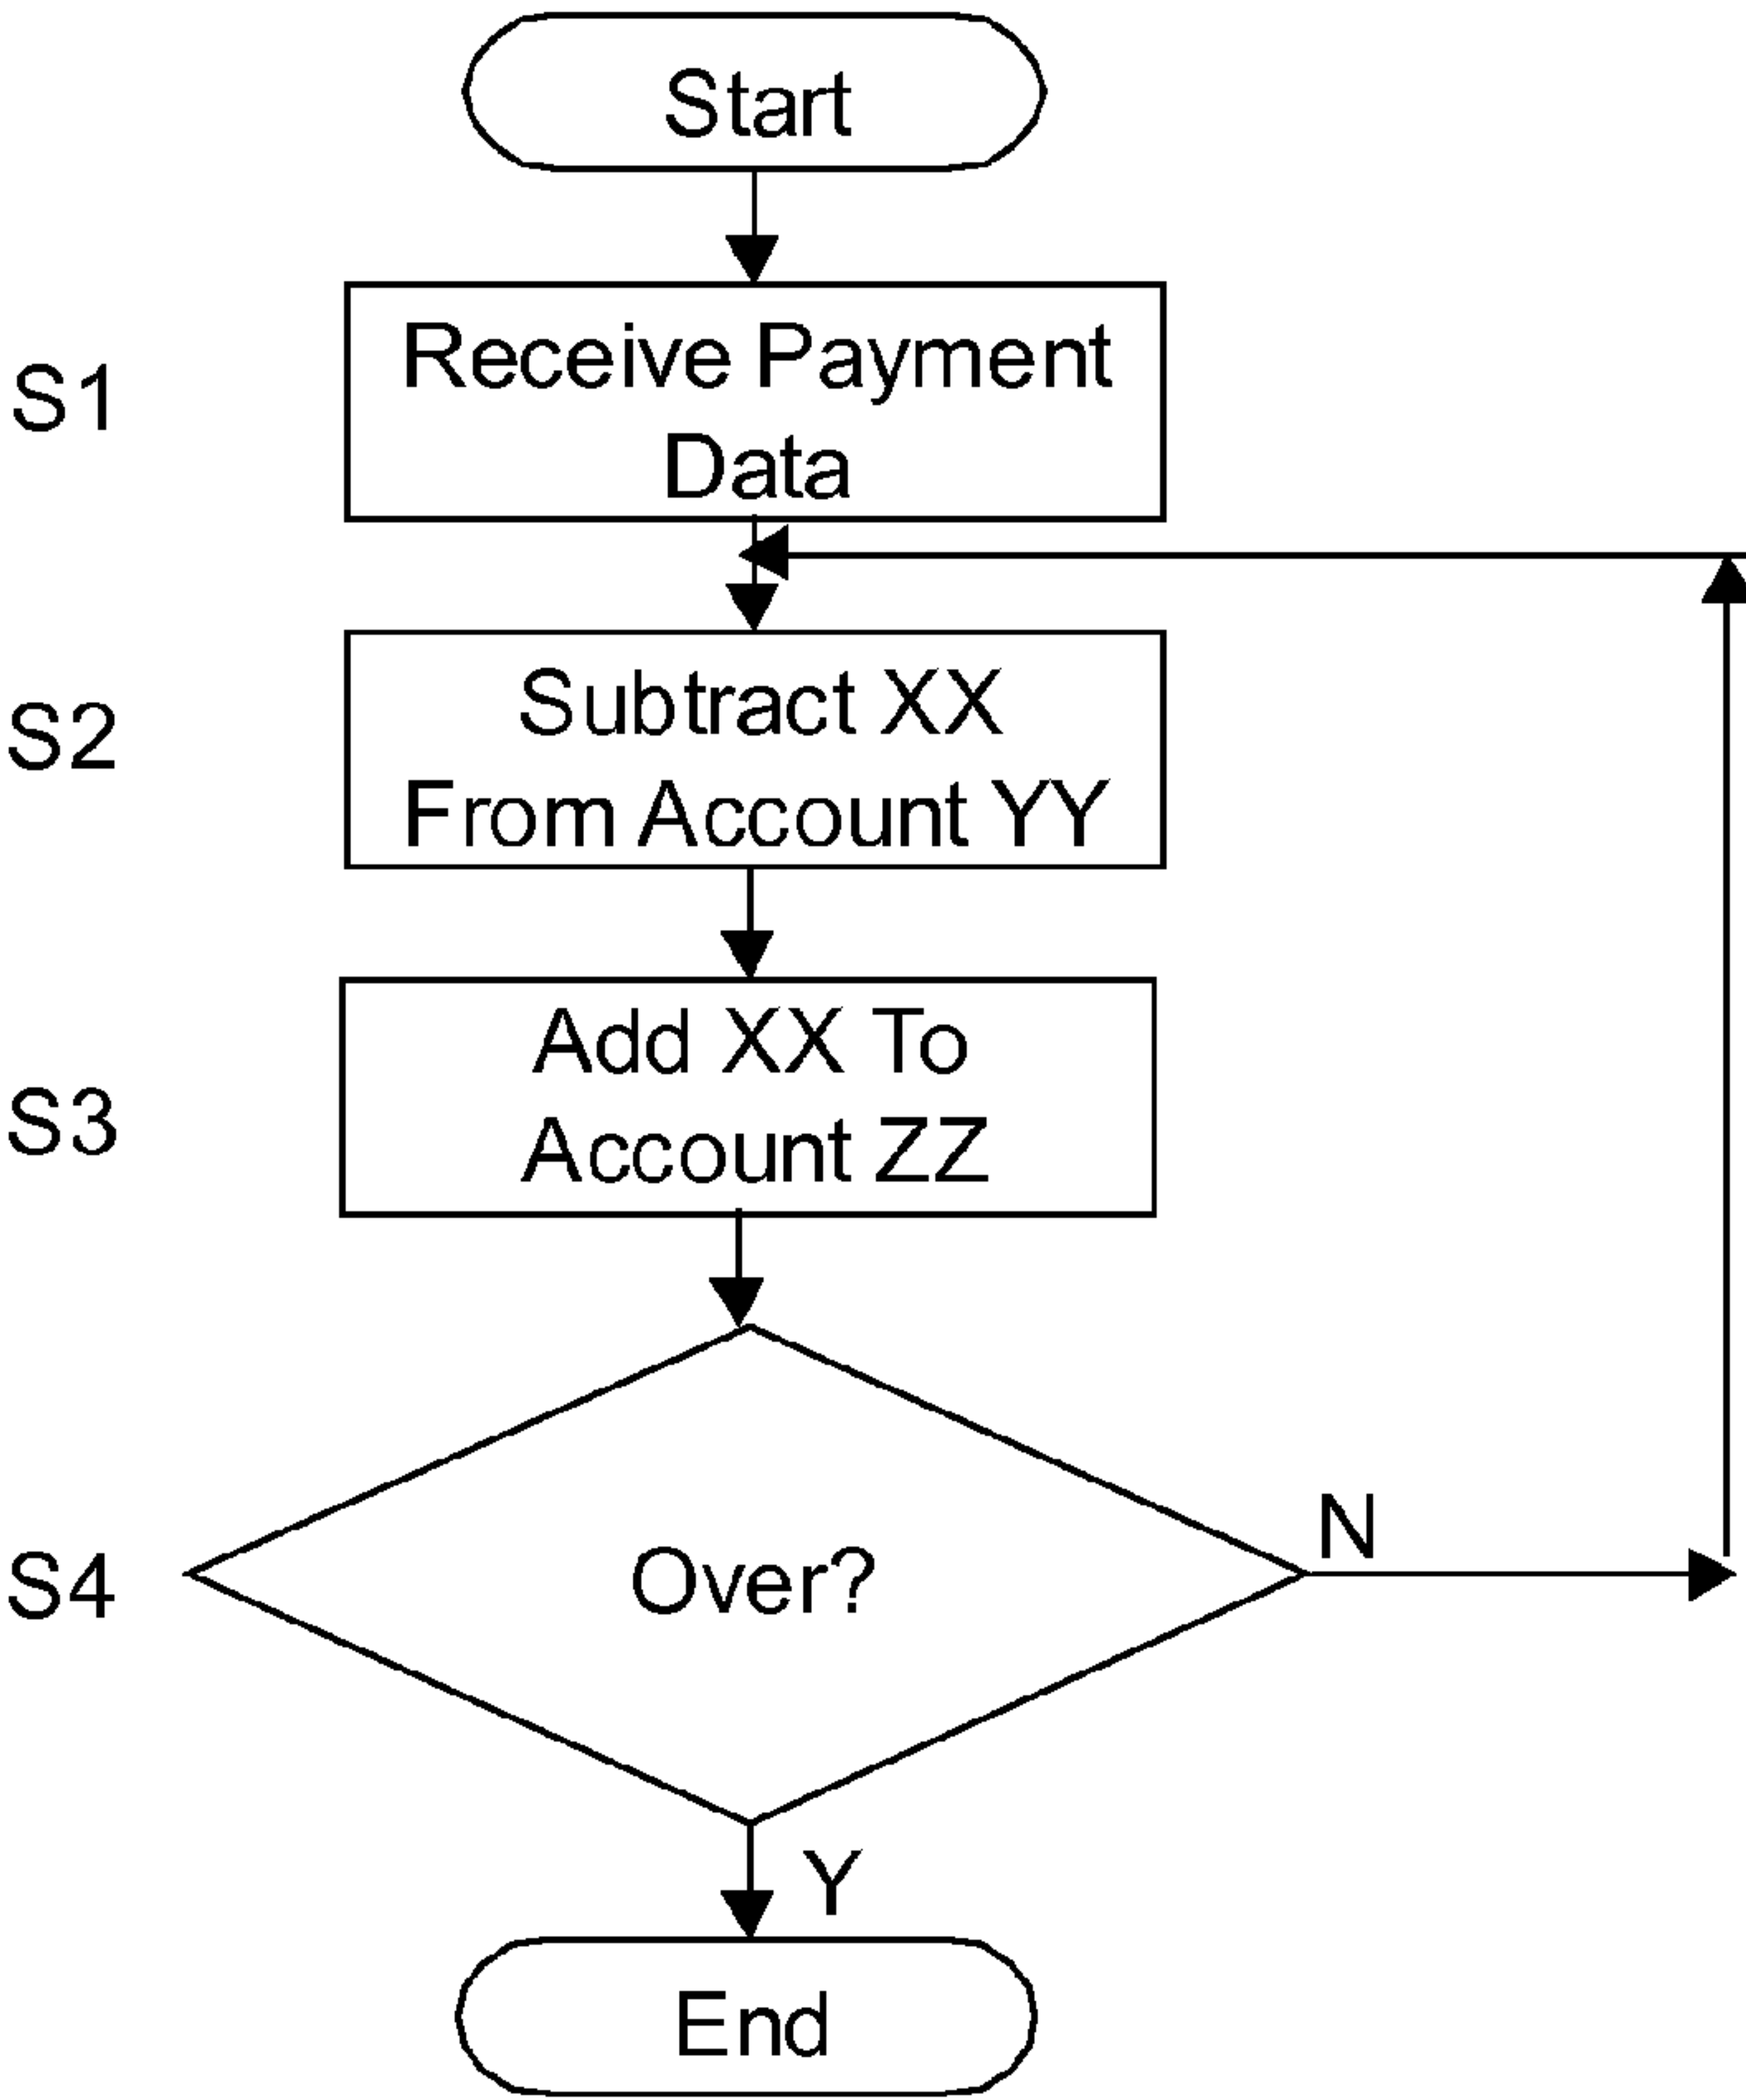 Start
S1
Receive Payment
Data
S2
Subtract XX
From Account YY
S3
Add XX To
Account ZZ
S4
Over?
N
Y
End